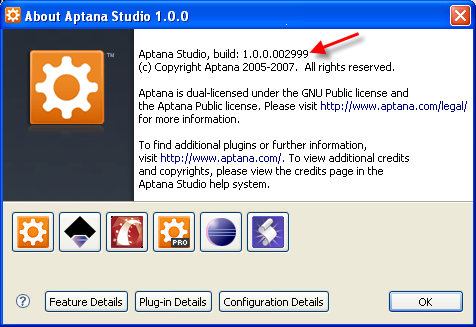 About Aptana Studio 1.0.0
TM
Aptana Studio, build: 1.0.0.002999
(c) Copyright Aptana 2005-2007.  All rights reserved.
Aptana is dual-licensed under the GNU Public license and
the Aptana Public license. Please visit http://www.aptana.com/legal/
for more information.
To find additional plugins or further information,
visit http://www.aptana.com/. To view additional credits
and copyrights, please view the credits page in the
Aptana Studio help system.
PRO
? Feature Details Plug-in Details Configuration Details OK